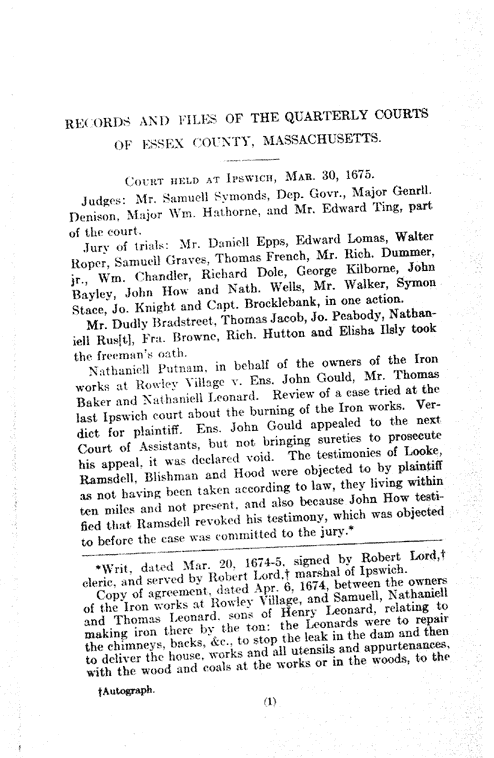 RECORDS AND FILES OF THE QUARTERLY COURTS
OF ESSEX COUNTY, MASSACHUSETTS.
COURT HELD AT IPSWICH, MAR. 30, 1675.
Judges: Mr. Samuell Symonds, Dep. Govr., Major Genrll.
Denison, Major Wm. Hathorne, and Mr. Edward Ting, part
of the court.
Jury of trials: Mr. Daniell Epps, Edward Lomas, Walter
Roper, Samuell Graves, Thomas French, Mr. Rich. Dummer,
jr., Wm. Chandler, Richard Dole, George Kilborne, John
Bayley, John How and Nath. Wells, Mr. Walker, Symon
Stace, Jo. Knight and Capt. Brocklebank, in one action.
Mr. Dudly Bradstreet, Thomas Jacob, Jo. Peabody, Nathan-
iell Rus[t], Fra. Browne, Rich. Hutton and Elisha Ilsly took
the freeman's oath.
Nathaniell Putnam, in behalf of the owners of the Iron
works at Rowley Village v. Ens. John Gould, Mr. Thomas
Baker and Nathaniell Leonard. Review of a case tried at the
last Ipswich court about the burning of the Iron works. Ver-
dict for plaintiff. Ens. John Gould appealed to the next
Court of Assistants, but not bringing sureties to prosecute
his appeal, it was declared void. The testimonies of Looke,
Ramsdell, Blishman and Hood were objected to by plaintiff
as not having been taken according to law, they living within
ten miles and not present, and also because John How testi-
fied that Ramsdell revoked his testimony, which was objected
to before the case was committed to the jury.*
*Writ, dated Mar. 20, 1674-5, signed by Robert Lord,†
cleric, and served by Robert Lord,† marshal of Ipswich.
Copy of agreement, dated Apr. 6, 1674, between the owners
of the Iron works at Rowley Village, and Samuell, Nathaniell
and Thomas Leonard, sons of Henry Leonard, relating to
making iron there by the ton: the Leonards were to repair
the chimneys, backs, &c., to stop the leak in the dam and then
to deliver the house, works and all utensils and appurtenances,
with the wood and coals at the works or in the woods, to the
†Autograph.
(1)